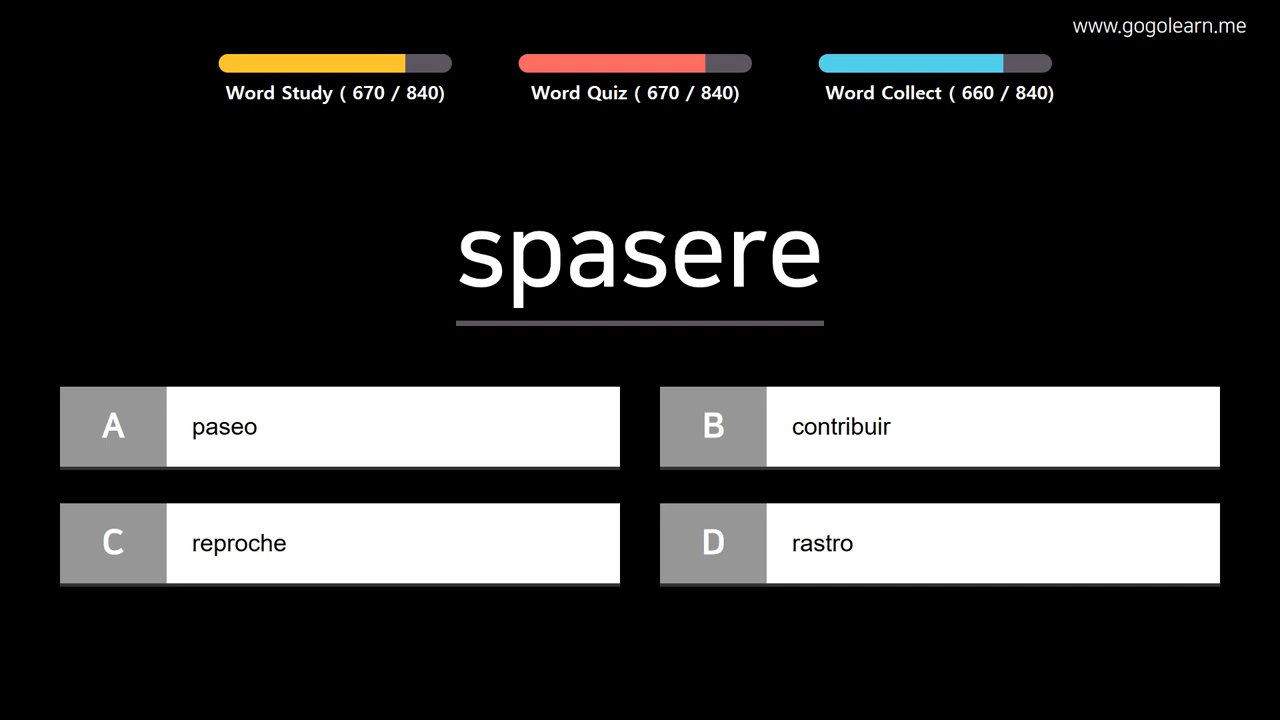 www.gogolearn.me
Word Study ( 670 / 840)
Word Quiz ( 670 / 840)
Word Collect ( 660 / 840)
spasere
A
paseo
B
contribuir
C
reproche
D
rastro